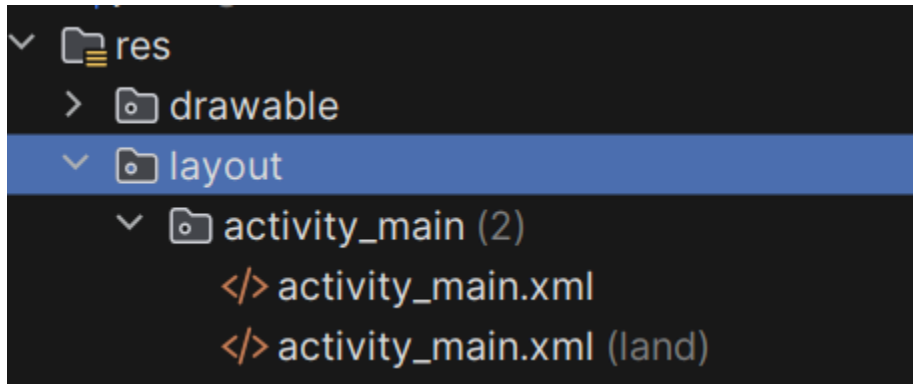 res
drawable
layout
activity_main (2)
</> activity_main.xml
</> activity_main.xml (land)